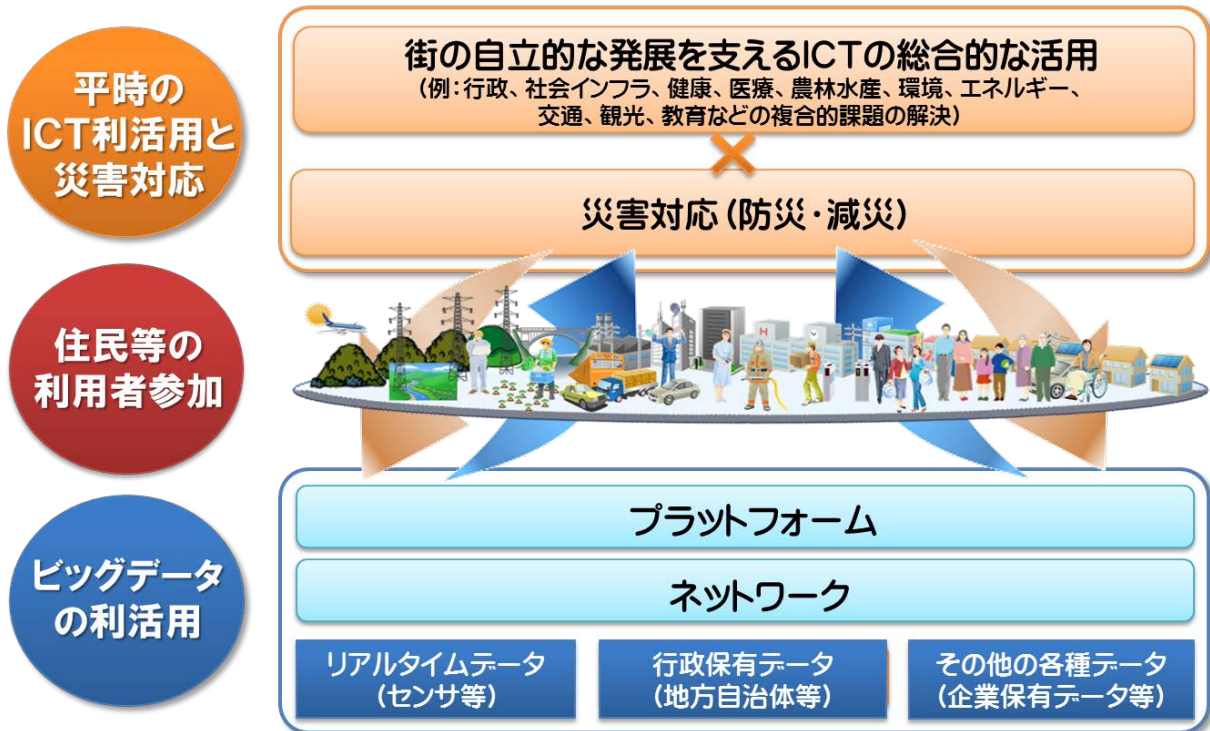 平時の
ICT利活用と
災害対応
街の自立的な発展を支えるICTの総合的な活用
(例:行政、社会インフラ、健康、医療、農林水産、環境、エネルギー、
交通、観光、教育などの複合的課題の解決)
災害対応(防災・減災)
住民等の
利用者参加
H
ビッグデータ
の利活用
プラットフォーム
ネットワーク
リアルタイムデータ
(センサ等)
行政保有データ
(地方自治体等)
その他の各種データ
(企業保有データ等)